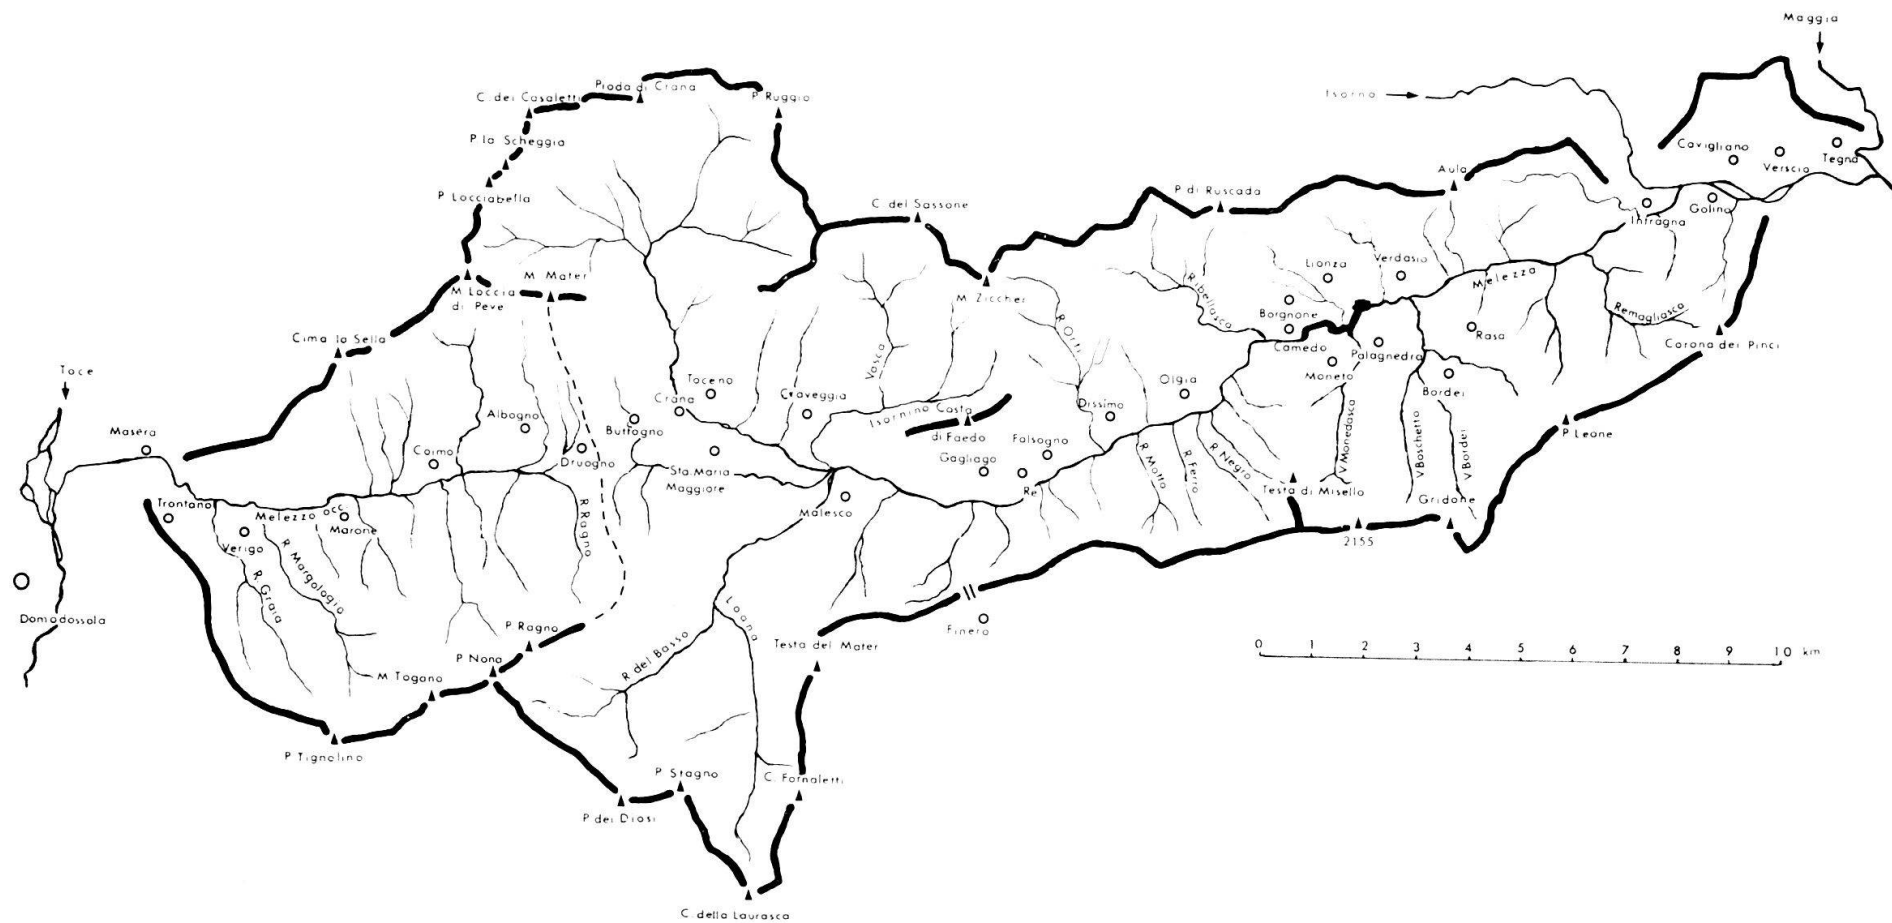 Maggia
Pioda di Crana
C. dei Casaletti
P. Ruggia
Isorno
P. la Scheggia
Cavigliano
Verscio
Tegna
P. Locciabella
C. del Sassone
P. di Ruscada
Aula
Golino
Intragna
M. Mater
M. Loccia
di Peve
M. Ziccher
Ribellasca
Lionza
Verdasio
Melezza
Borgnone
Remagliasca
Cima la Sella
R. Orti
Vasca
Camedo
Palagnedra
Rasa
Corona dei Pinci
Toce
Moneto
Bordei
Toceno
Crana
Craveggia
Olgia
Isornino
Costa
di Faedo
Dissimo
Albogno
Masera
Buttogno
V. Monedasca
V. Boschetto
V. Bordei
P. Leone
Coimo
Druogno
Falsogno
Gagliago
Re
R. Motto
R. Ferro
R. Negro
Sta. Maria
Maggiore
Testa di Misello
Gridone
Trontano
Melezzo occ.
Marone
Malesco
R. Ragno
2155
Verigo
R. Graia
R. Margologio
Domodossola
Loana
Finero
P. Ragno
P. Nona
R. del Basso
Testa del Mater
M. Togano
0 1 2 3 4 5 6 7 8 9 10 km
P. Tignolino
P. Stagno
C. Fornaletti
P. dei Diosi
C. della Laurasca